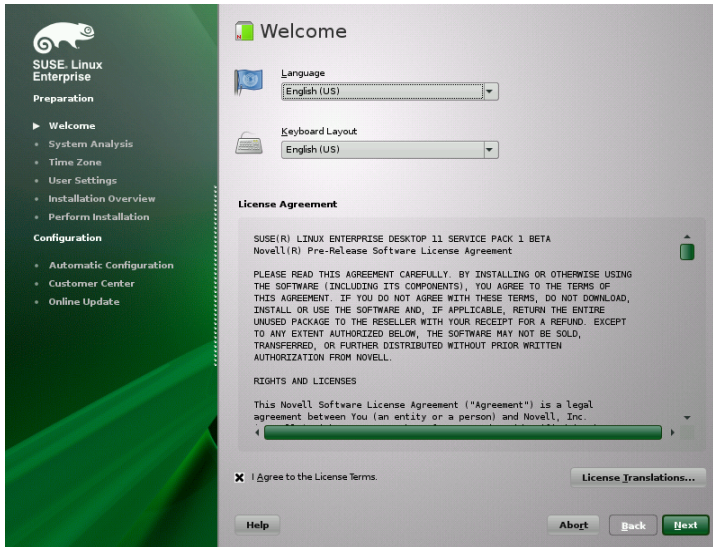 SUSE. Linux
Enterprise
Preparation
Welcome
System Analysis
Time Zone
User Settings
Installation Overview
Perform Installation
Configuration
Automatic Configuration
Customer Center
Online Update
Welcome
Language
English (US)
Keyboard Layout
English (US)
License Agreement
SUSE(R) LINUX ENTERPRISE DESKTOP 11 SERVICE PACK 1 BETA
Novell(R) Pre-Release Software License Agreement
PLEASE READ THIS AGREEMENT CAREFULLY. BY INSTALLING OR OTHERWISE USING
THE SOFTWARE (INCLUDING ITS COMPONENTS), YOU AGREE TO THE TERMS OF
THIS AGREEMENT. IF YOU DO NOT AGREE WITH THESE TERMS, DO NOT DOWNLOAD,
INSTALL OR USE THE SOFTWARE AND, IF APPLICABLE, RETURN THE ENTIRE
UNUSED PACKAGE TO THE RESELLER WITH YOUR RECEIPT FOR A REFUND. EXCEPT
TO ANY EXTENT AUTHORIZED BELOW, THE SOFTWARE MAY NOT BE SOLD,
TRANSFERRED, OR FURTHER DISTRIBUTED WITHOUT PRIOR WRITTEN
AUTHORIZATION FROM NOVELL.
RIGHTS AND LICENSES
This Novell Software License Agreement ("Agreement") is a legal
agreement between You (an entity or a person) and Novell, Inc.
I Agree to the License Terms.
License Translations...
Help
Abort
Back
Next